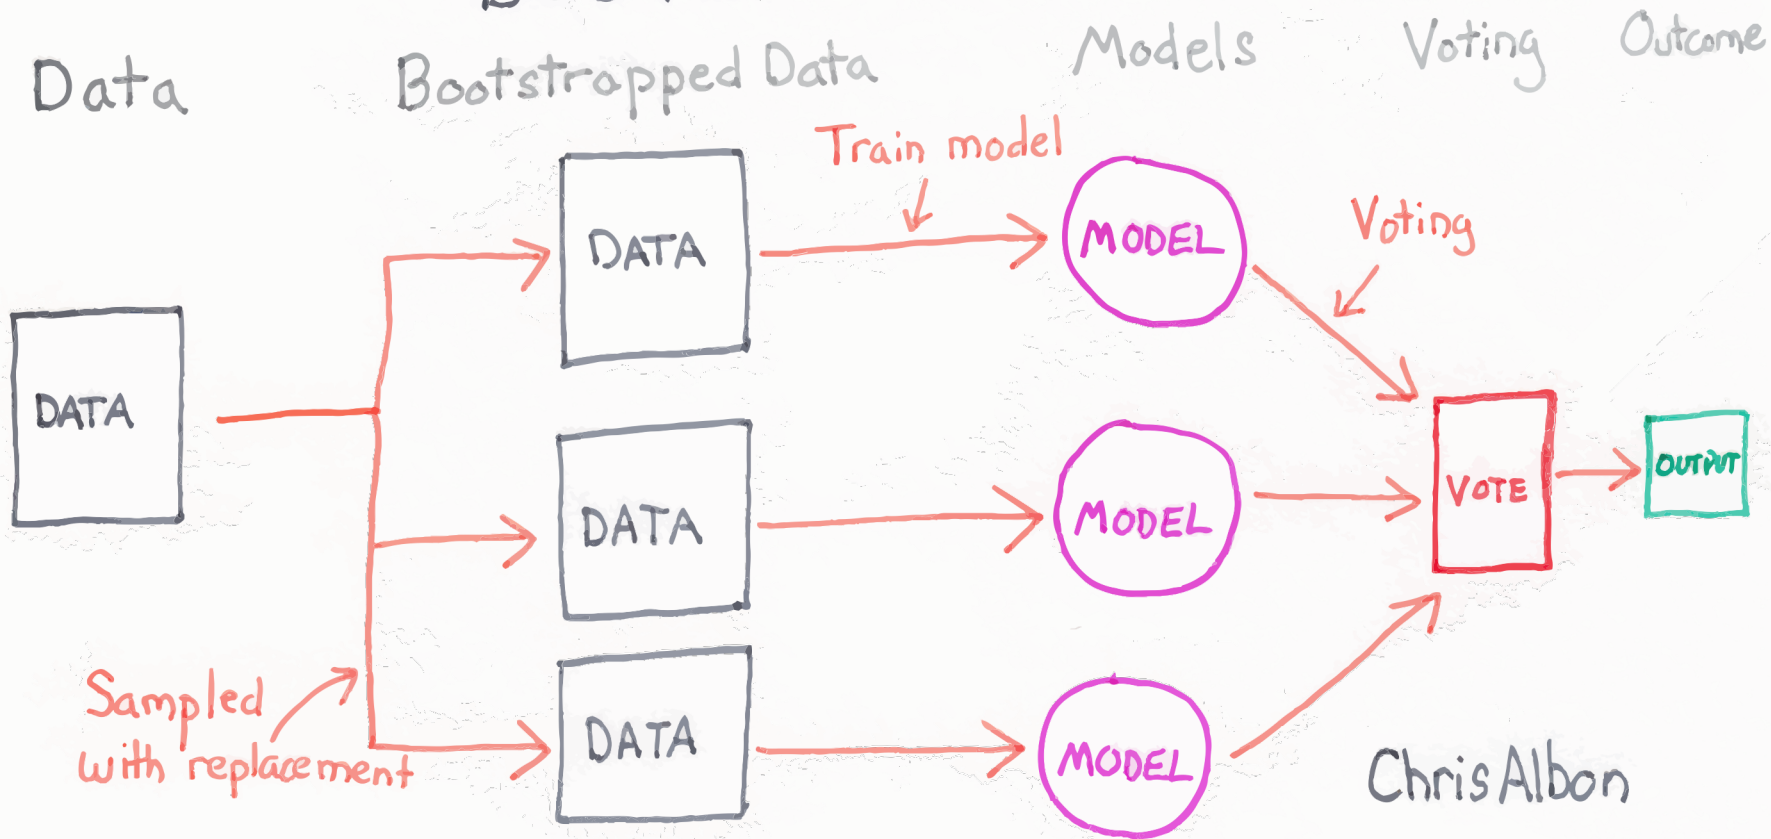 Data
Bootstrapped Data
Models
Voting
Outcome
Train model
Voting
DATA
DATA
MODEL
DATA
DATA
MODEL
VOTE
OUTPUT
Sampled
with replacement
DATA
MODEL
Chris Albon